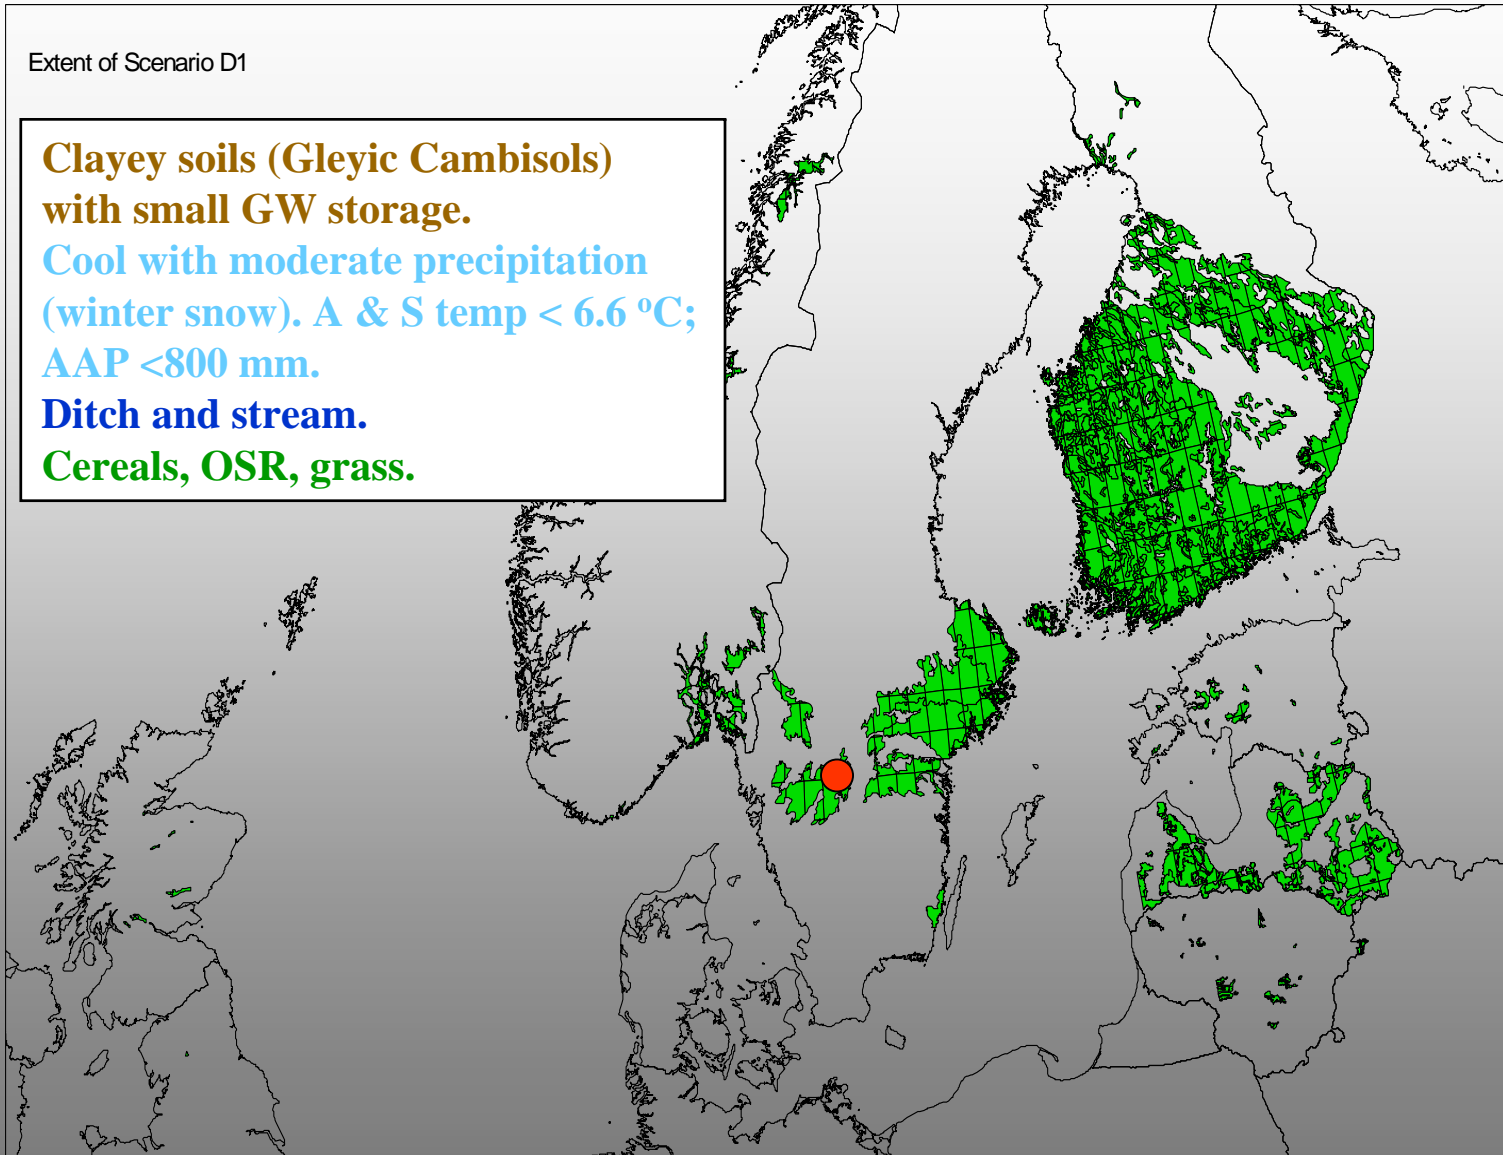 Extent of Scenario D1
Clayey soils (Gleyic Cambisols)
with small GW storage.
Cool with moderate precipitation
(winter snow). A & S temp < 6.6 ºC;
AAP <800 mm.
Ditch and stream.
Cereals, OSR, grass.